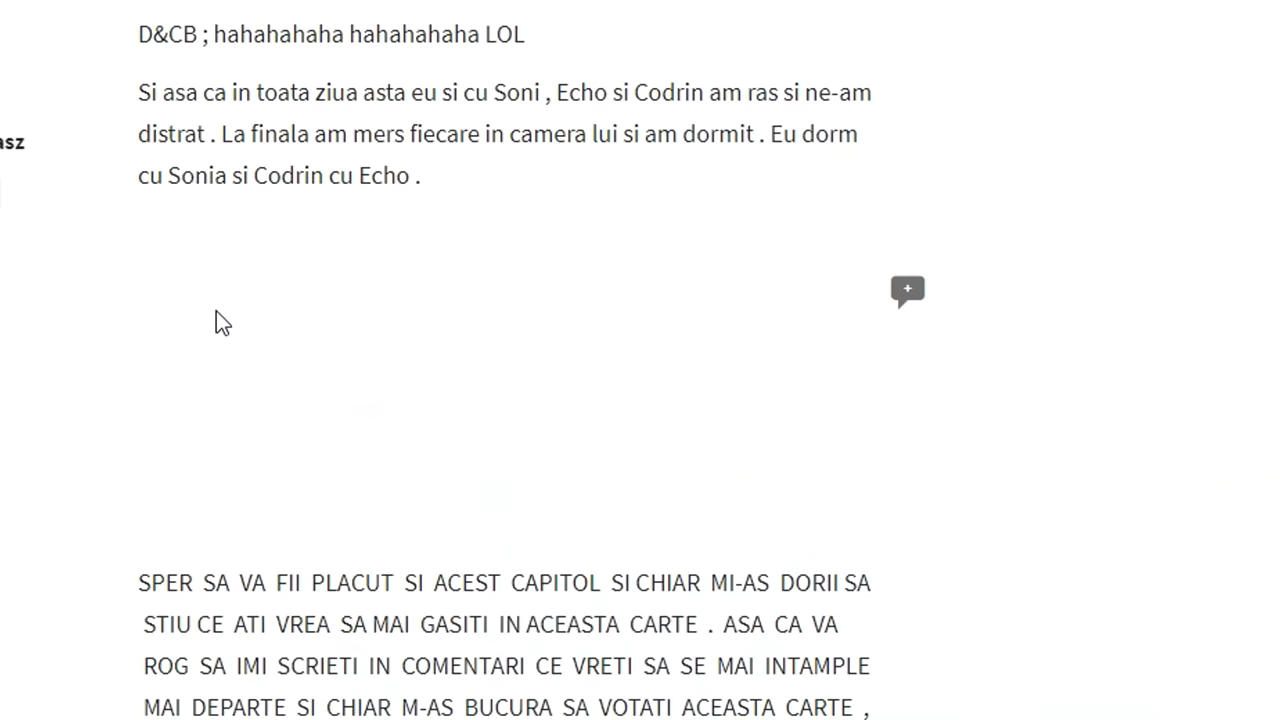 D&CB ; hahahahaha hahahahaha LOL
Si asa ca in toata ziua asta eu si cu Soni , Echo si Codrin am ras si ne-am
distrat . La finala am mers fiecare in camera lui si am dormit . Eu dorm
asz
cu Sonia si Codrin cu Echo .
SPER SA VA FII PLACUT SI ACEST CAPITOL SI CHIAR MI-AS DORII SA
STIU CE ATI VREA SA MAI GASITI IN ACEASTA CARTE . ASA CA VA
ROG SA IMI SCRIETI IN COMENTARI CE VRETI SA SE MAI INTAMPLE
MAI DEPARTE SI CHIAR M-AS BUCURA SA VOTATI ACEASTA CARTE ,